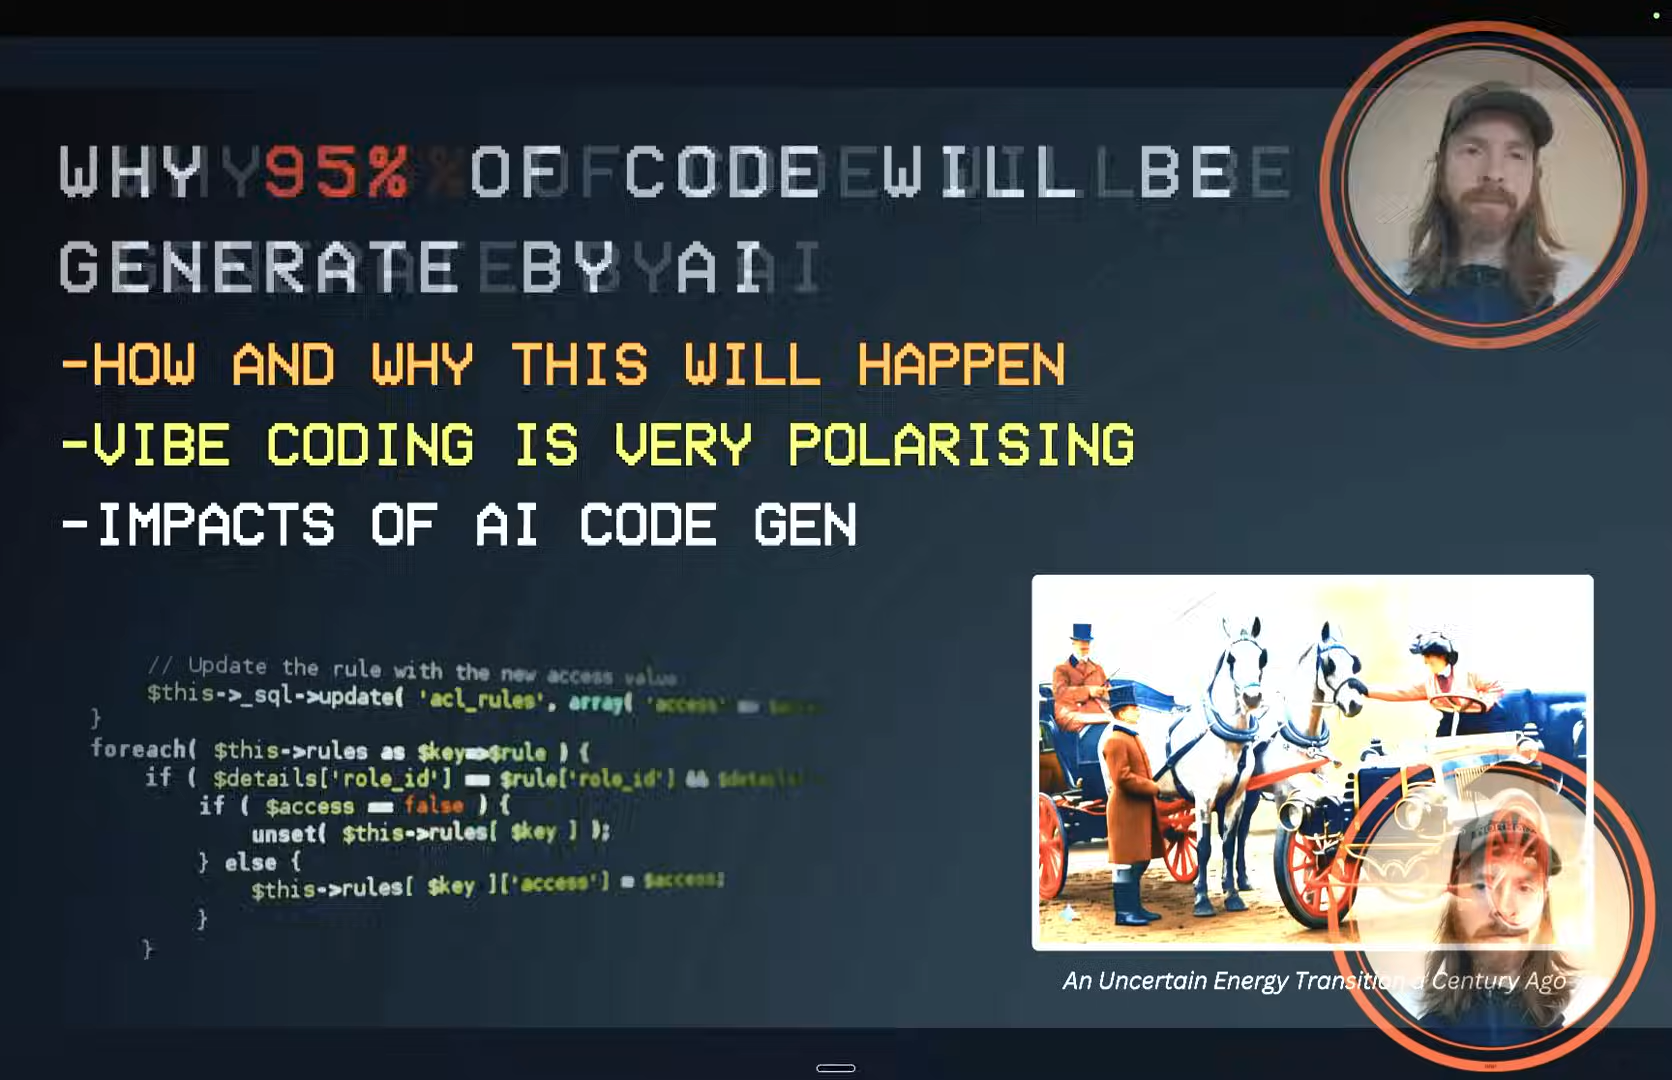 WHY 95% OF CODE WILL BE
GENERATE BY AI
-HOW AND WHY THIS WILL HAPPEN
-VIBE CODING IS VERY POLARISING
-IMPACTS OF AI CODE GEN
// Update the rule with the new access value
$this->_sql->update( 'acl_rules', array( 'access' =>
}
foreach( $this->rules as $key=>$rule ) {
if ( $details['role_id'] == $rule['role_id'] && $details[
if ( $access == false ) {
unset( $this->rules[ $key ] );
} else {
$this->rules[ $key ]['access'] = $access;
}
}
An Uncertain Energy Transition a Century Ago